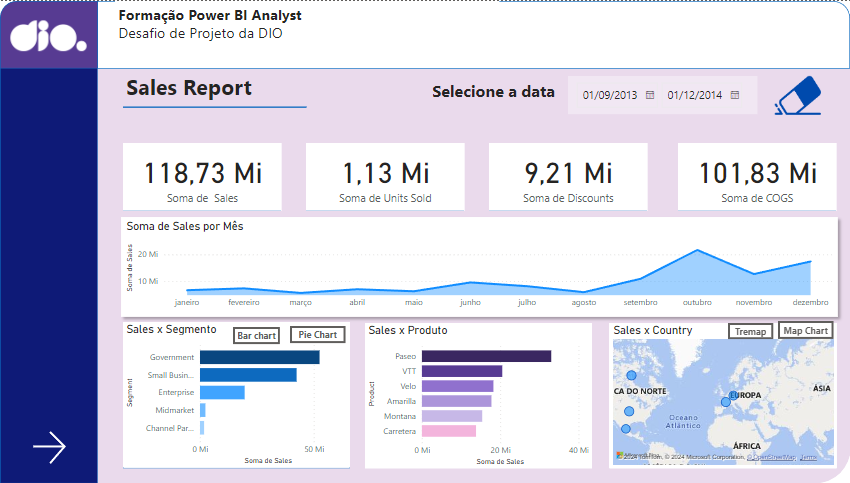 dio.
Formação Power BI Analyst
Desafio de Projeto da DIO
Sales Report
Selecione a data
01/09/2013
01/12/2014
118,73 Mi
Soma de Sales
1,13 Mi
Soma de Units Sold
9,21 Mi
Soma de Discounts
101,83 Mi
Soma de COGS
Soma de Sales por Mês
Soma de Sales
20 Mi
10 Mi
janeiro fevereiro março abril maio junho julho agosto setembro outubro novembro dezembro
Sales x Segmento
Bar chart
Pie Chart
Segment
Government
Small Busin...
Enterprise
Midmarket
Channel Par...
0 Mi 50 Mi
Soma de Sales
Sales x Produto
Product
Paseo
VTT
Velo
Amarilla
Montana
Carretera
0 Mi 20 Mi 40 Mi
Soma de Sales
Sales x Country
Tremap
Map Chart
CA DO NORTE
EUROPA
ÁSIA
Oceano
Atlântico
ÁFRICA
© 2024 TomTom, © 2024 Microsoft Corporation, © OpenStreetMap Terms